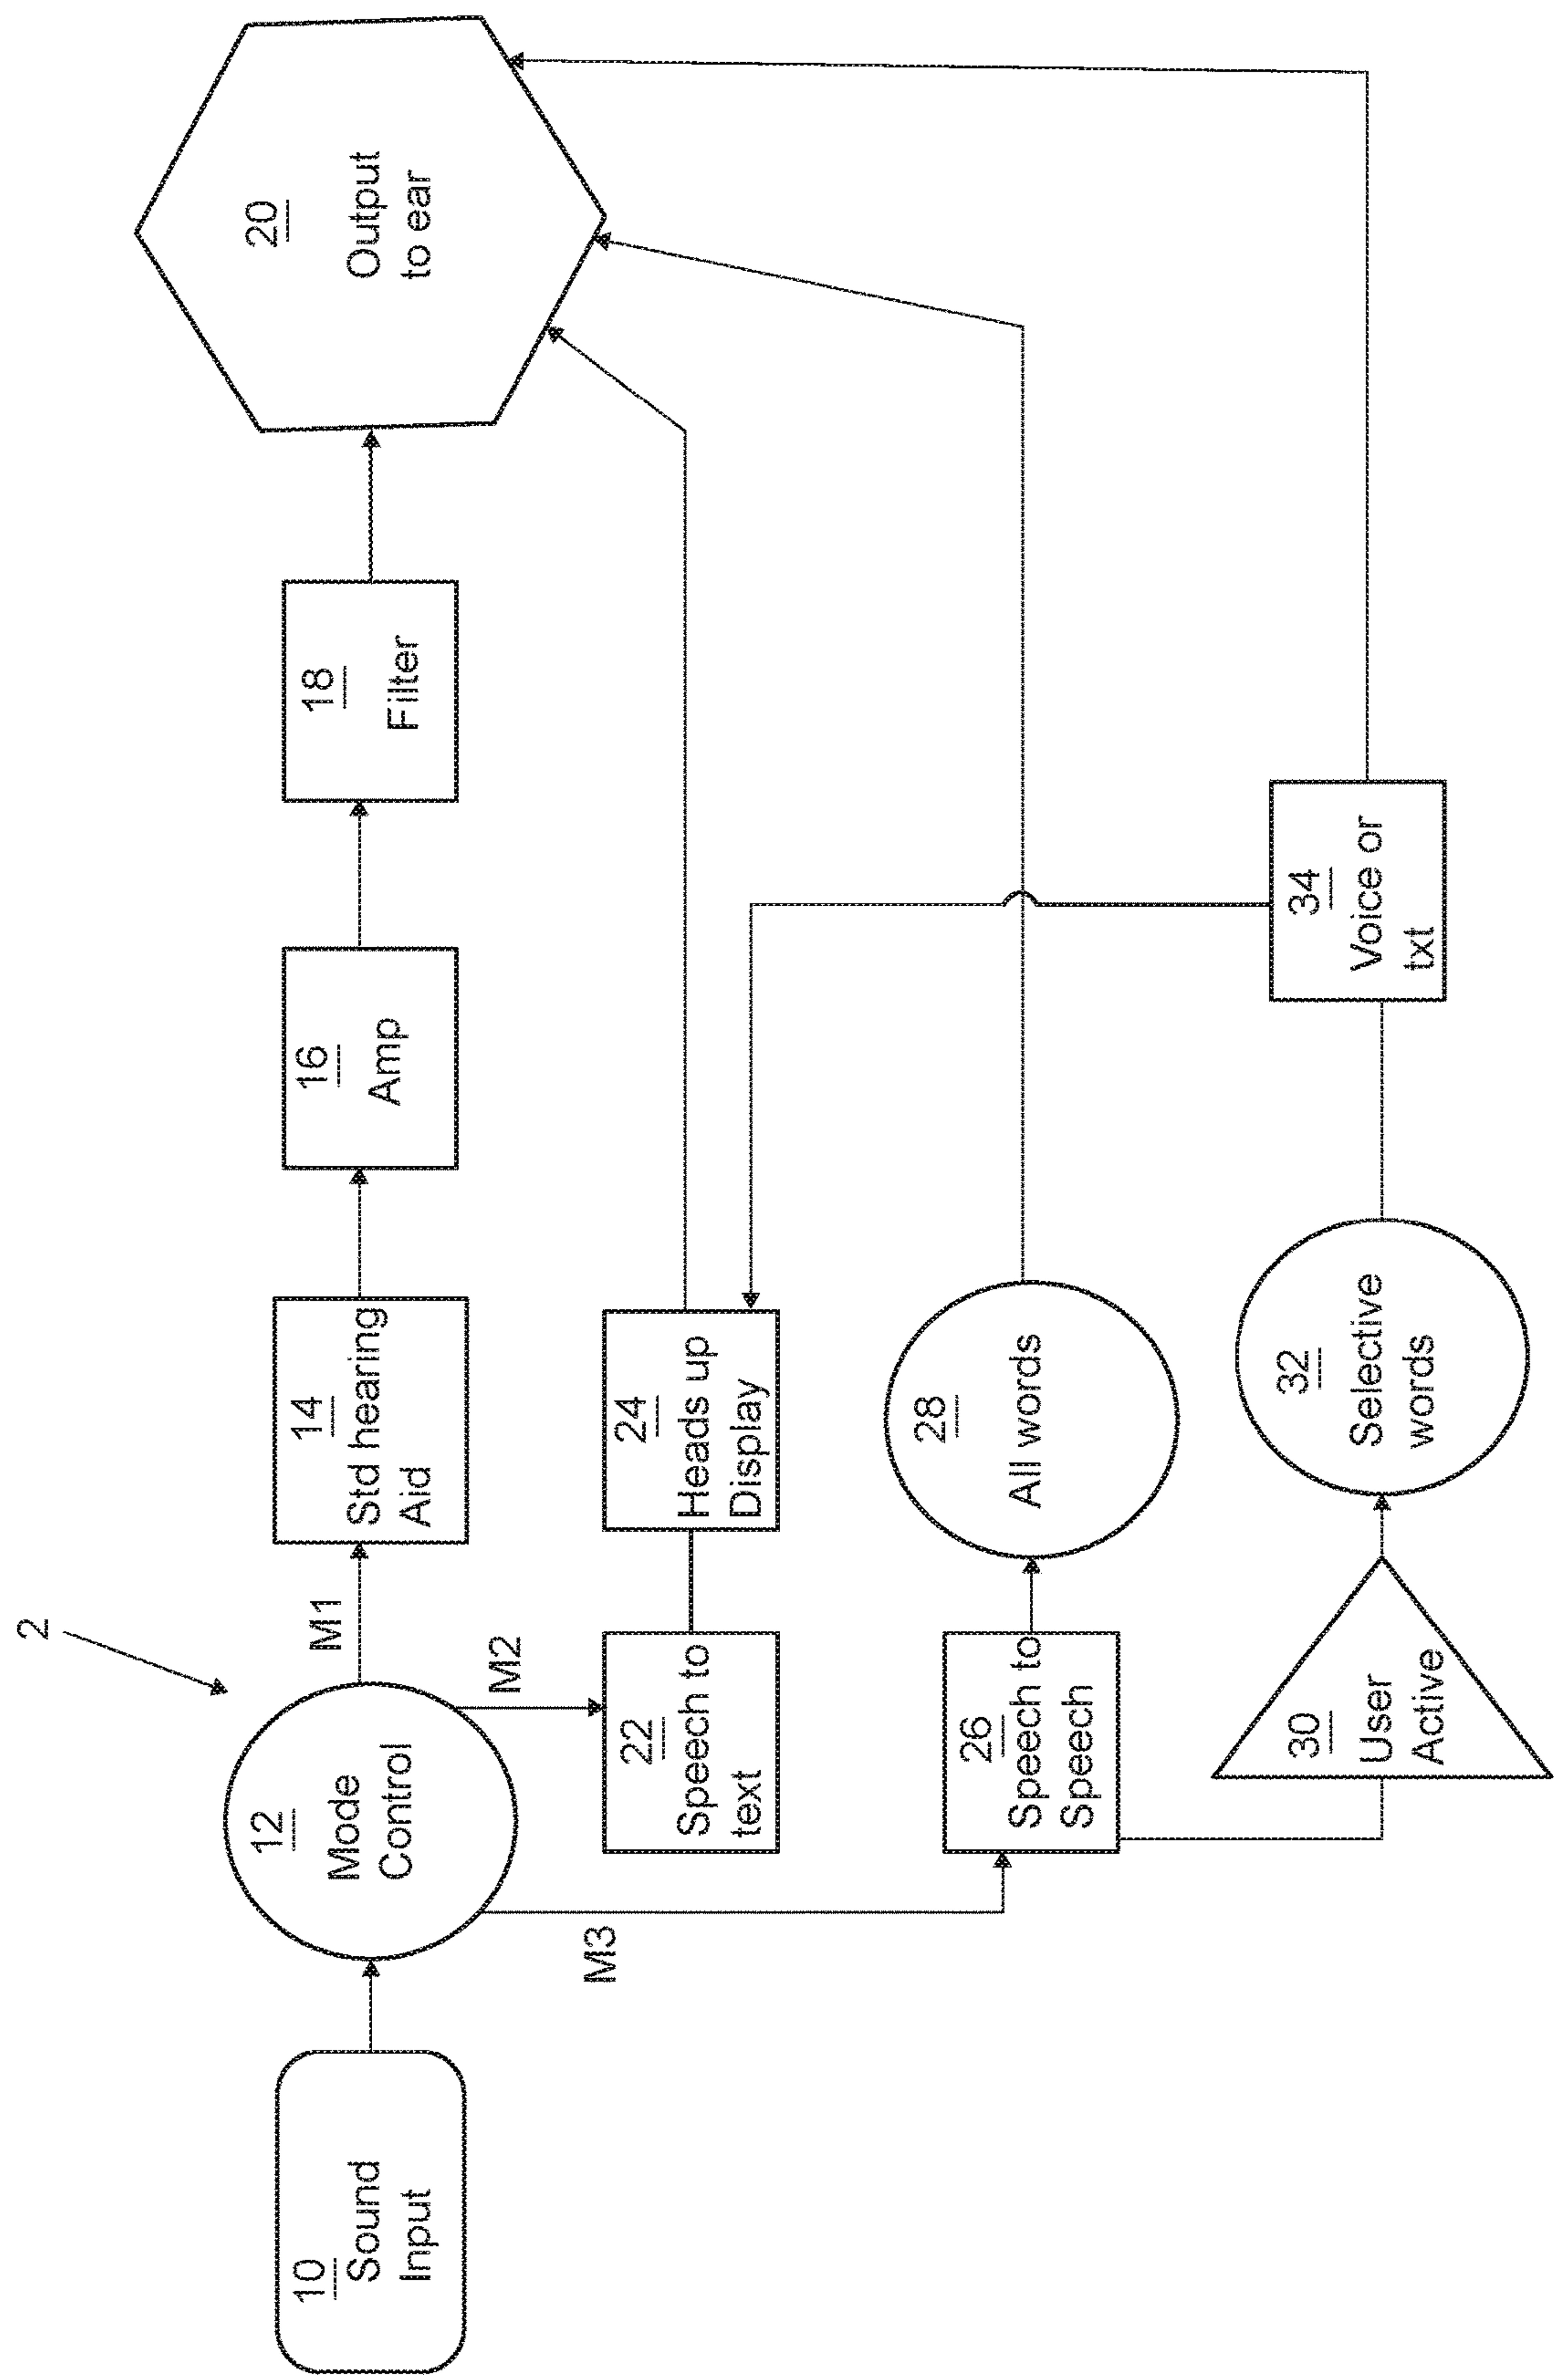 2
10
Sound
Input
12
Mode
Control
M1
M2
M3
14
Std hearing
Aid
16
Amp
18
Filter
20
Output
to ear
22
Speech to
text
24
Heads up
Display
26
Speech to
Speech
28
All words
30
User
Active
32
Selective
words
34
Voice or
txt